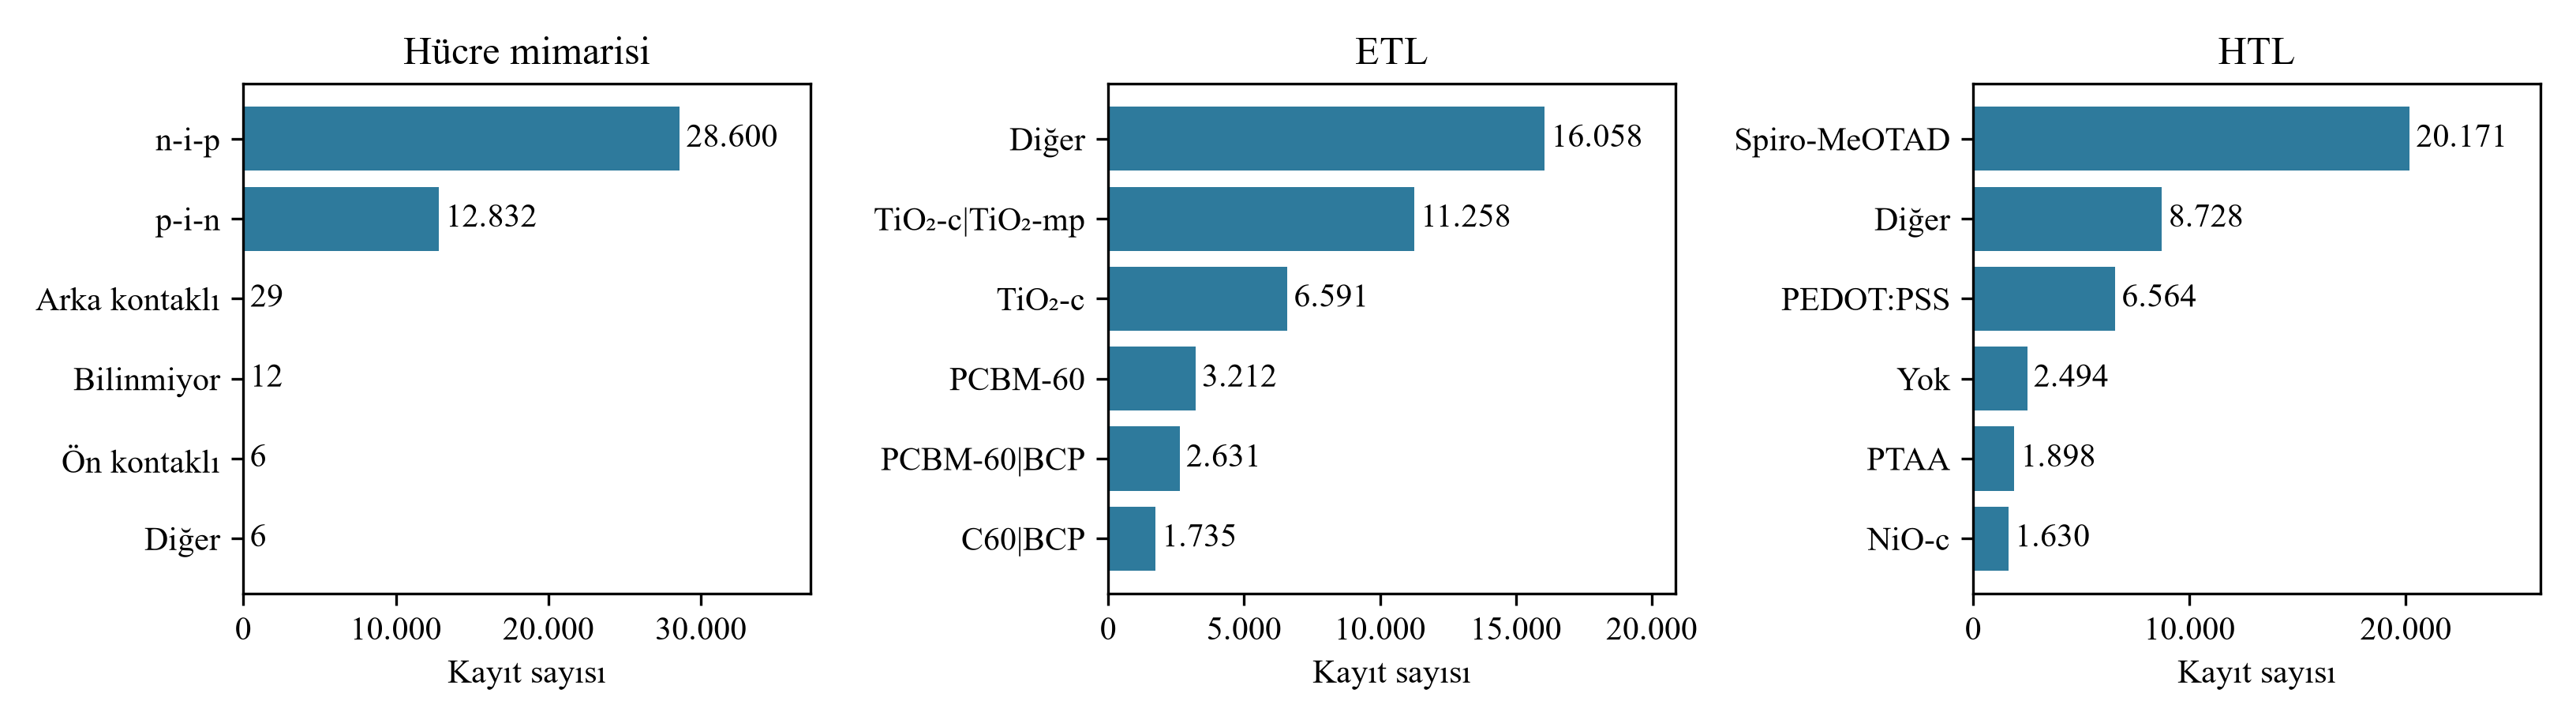 Hücre mimarisi
n-i-p 28.600
p-i-n 12.832
Arka kontaklı 29
Bilinmiyor 12
Ön kontaklı 6
Diğer 6
0 10.000 20.000 30.000
Kayıt sayısı
ETL
Diğer 16.058
TiO₂-c|TiO₂-mp 11.258
TiO₂-c 6.591
PCBM-60 3.212
PCBM-60|BCP 2.631
C60|BCP 1.735
0 5.000 10.000 15.000 20.000
Kayıt sayısı
HTL
Spiro-MeOTAD 20.171
Diğer 8.728
PEDOT:PSS 6.564
Yok 2.494
PTAA 1.898
NiO-c 1.630
0 10.000 20.000
Kayıt sayısı